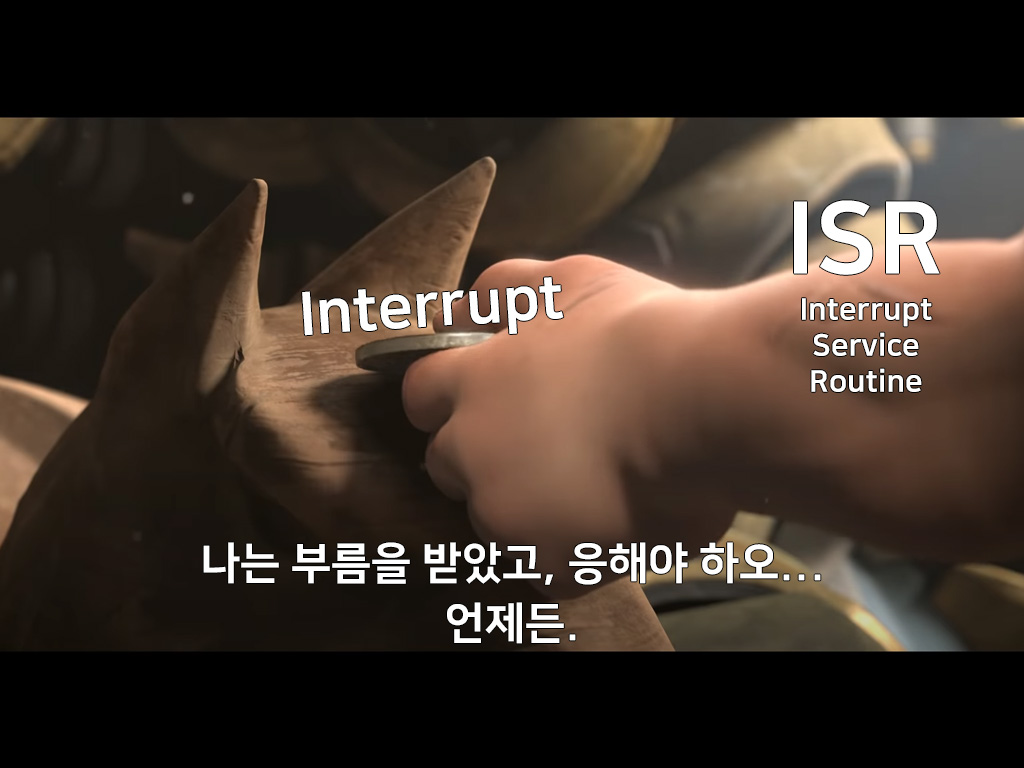 ISR
Interrupt
Interrupt
Service
Routine
나는 부름을 받았고, 응해야 하오...
언제든.